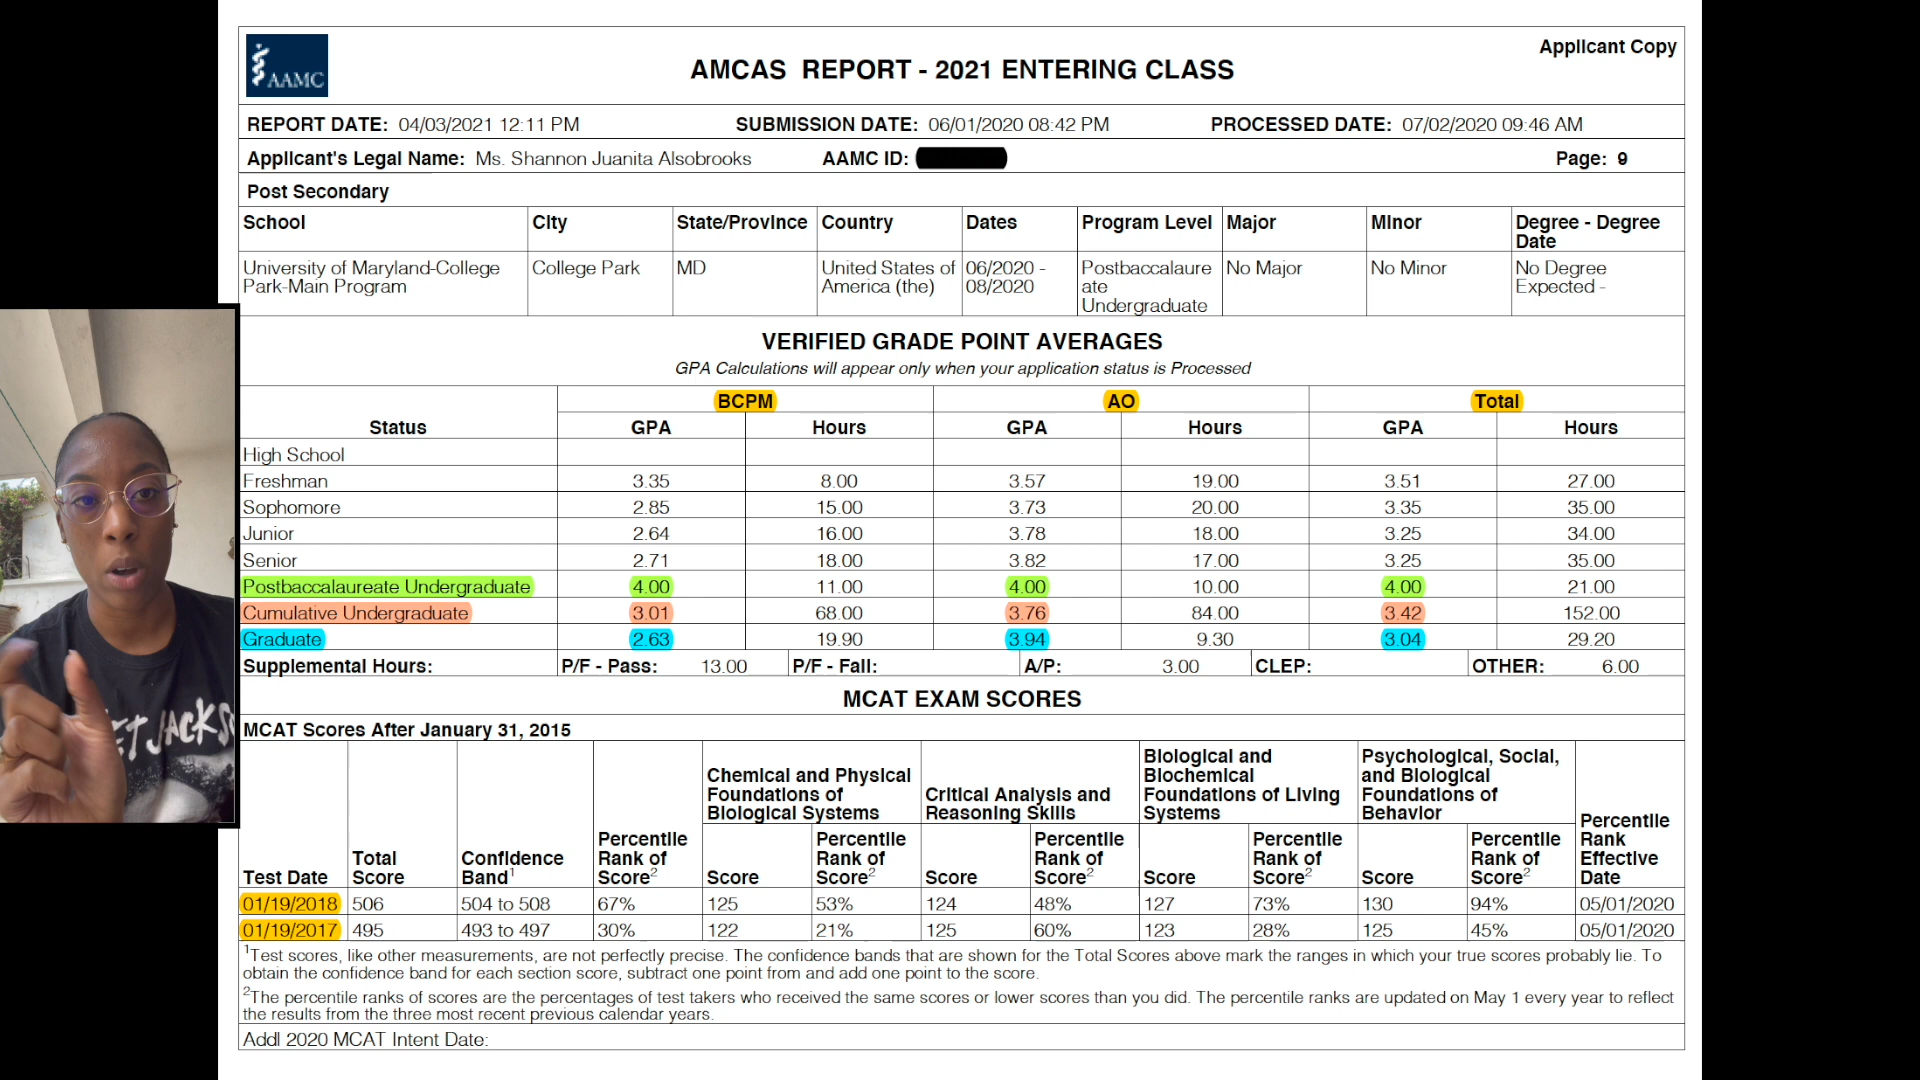 AAMC
AMCAS REPORT - 2021 ENTERING CLASS
Applicant Copy
REPORT DATE: 04/03/2021 12:11 PM SUBMISSION DATE: 06/01/2020 08:42 PM PROCESSED DATE: 07/02/2020 09:46 AM
Applicant's Legal Name: Ms. Shannon Juanita Alsobrooks AAMC ID: Page: 9
Post Secondary
School City State/Province Country Dates Program Level Major Minor Degree - Degree
Date
University of Maryland-College College Park MD United States of 06/2020 - Postbaccalaure No Major No Minor No Degree
Park-Main Program America (the) 08/2020 ate Expected -
Undergraduate
VERIFIED GRADE POINT AVERAGES
GPA Calculations will appear only when your application status is Processed
BCPM AO Total
Status GPA Hours GPA Hours GPA Hours
High School
Freshman 3.35 8.00 3.57 19.00 3.51 27.00
Sophomore 2.85 15.00 3.73 20.00 3.35 35.00
Junior 2.64 16.00 3.78 18.00 3.25 34.00
Senior 2.71 18.00 3.82 17.00 3.25 35.00
Postbaccalaureate Undergraduate 4.00 11.00 4.00 10.00 4.00 21.00
Cumulative Undergraduate 3.01 68.00 3.76 84.00 3.42 152.00
Graduate 2.63 19.90 3.94 9.30 3.04 29.20
Supplemental Hours: P/F - Pass: 13.00 P/F - Fail: A/P: 3.00 CLEP: OTHER: 6.00
MCAT EXAM SCORES
MCAT Scores After January 31, 2015
Chemical and Physical
Foundations of
Biological Systems
Critical Analysis and
Reasoning Skills
Biological and
Biochemical
Foundations of Living
Systems
Psychological, Social,
and Biological
Foundations of
Behavior
Test Date
Total
Score
Confidence
Band1
Percentile
Rank of
Score2
Score
Percentile
Rank of
Score2
Score
Percentile
Rank of
Score2
Score
Percentile
Rank of
Score2
Score
Percentile
Rank of
Score2
Percentile
Rank
Effective
Date
01/19/2018 506 504 to 508 67% 125 53% 124 48% 127 73% 130 94% 05/01/2020
01/19/2017 495 493 to 497 30% 122 21% 125 60% 123 28% 125 45% 05/01/2020
1Test scores, like other measurements, are not perfectly precise. The confidence bands that are shown for the Total Scores above mark the ranges in which your true scores probably lie. To
obtain the confidence band for each section score, subtract one point from and add one point to the score.
2The percentile ranks of scores are the percentages of test takers who received the same scores or lower scores than you did. The percentile ranks are updated on May 1 every year to reflect
the results from the three most recent previous calendar years.
Addl 2020 MCAT Intent Date: